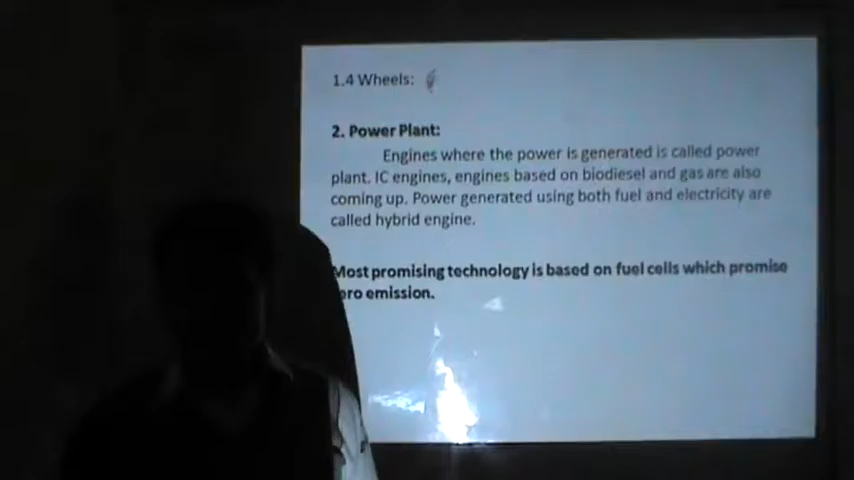 1.4 Wheels:
2. Power Plant:
Engines where the power is generated is called power
plant. IC engines, engines based on biodiesel and gas are also
coming up. Power generated using both fuel and electricity are
called hybrid engine.
Most promising technology is based on fuel cells which promise
ero emission.